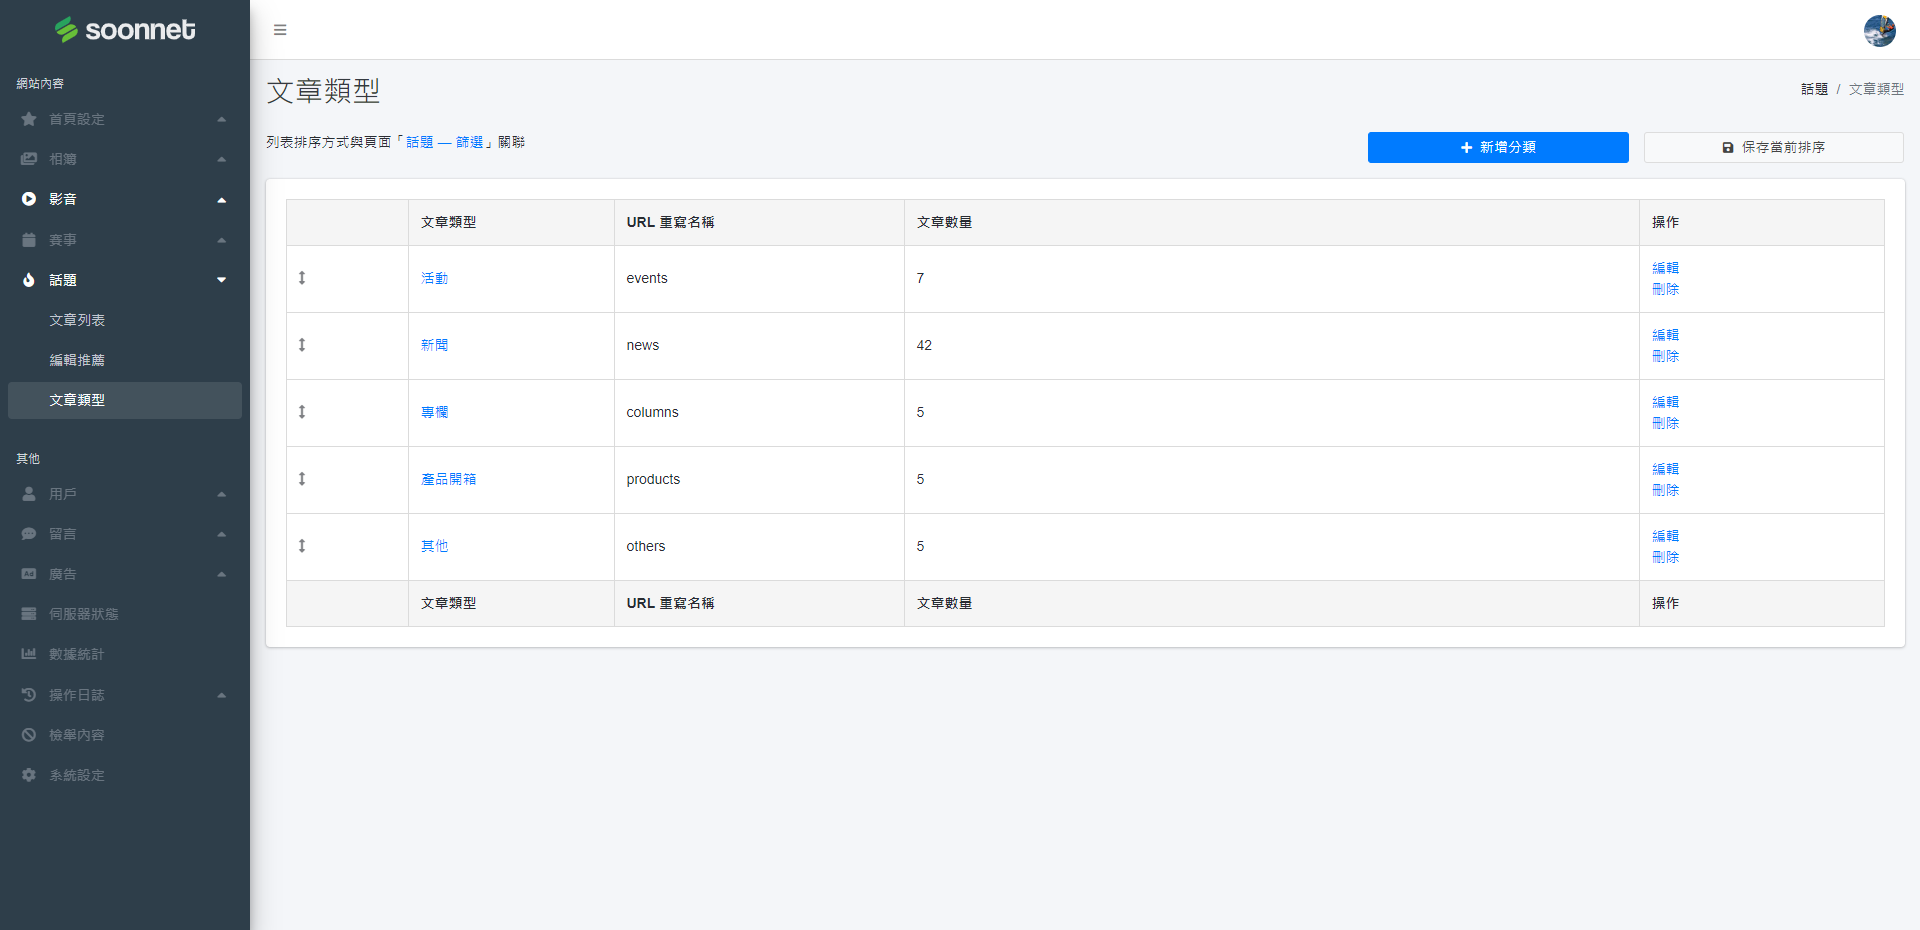 soonnet
網站內容
首頁設定
相簿
影音
賽事
話題
文章列表
編輯推薦
文章類型
其他
用戶
留言
廣告
伺服器狀態
數據統計
操作日誌
檢舉內容
系統設定
文章類型
話題 / 文章類型
列表排序方式與頁面「話題 — 篩選」關聯
新增分類
保存當前排序
文章類型 URL 重寫名稱 文章數量 操作
活動 events 7 編輯
刪除
新聞 news 42 編輯
刪除
專欄 columns 5 編輯
刪除
產品開箱 products 5 編輯
刪除
其他 others 5 編輯
刪除
文章類型 URL 重寫名稱 文章數量 操作